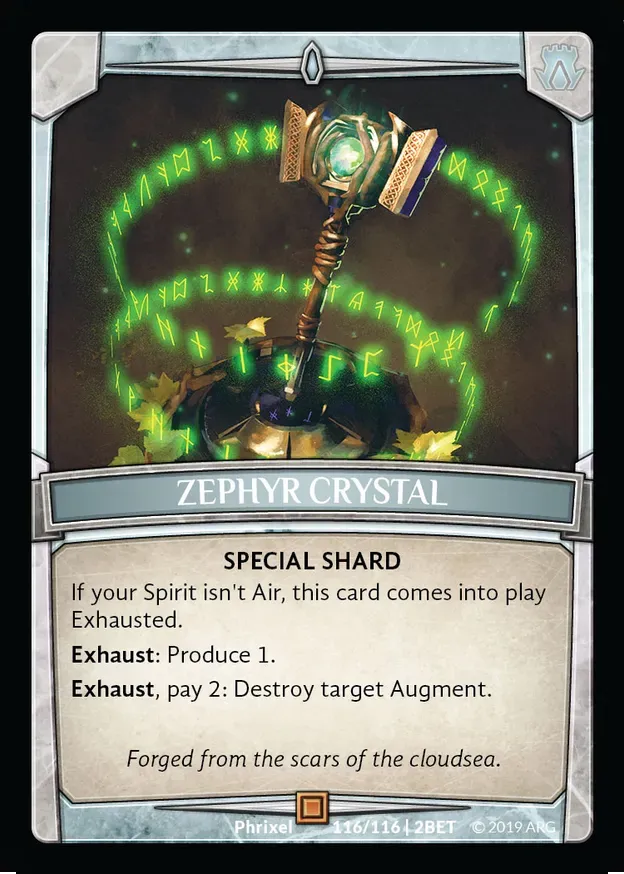 ZEPHYR CRYSTAL
SPECIAL SHARD
If your Spirit isn't Air, this card comes into play
Exhausted.
Exhaust: Produce 1.
Exhaust, pay 2: Destroy target Augment.
Forged from the scars of the cloudsea.
Phrixel 116/116 | 2BET © 2019 ARG